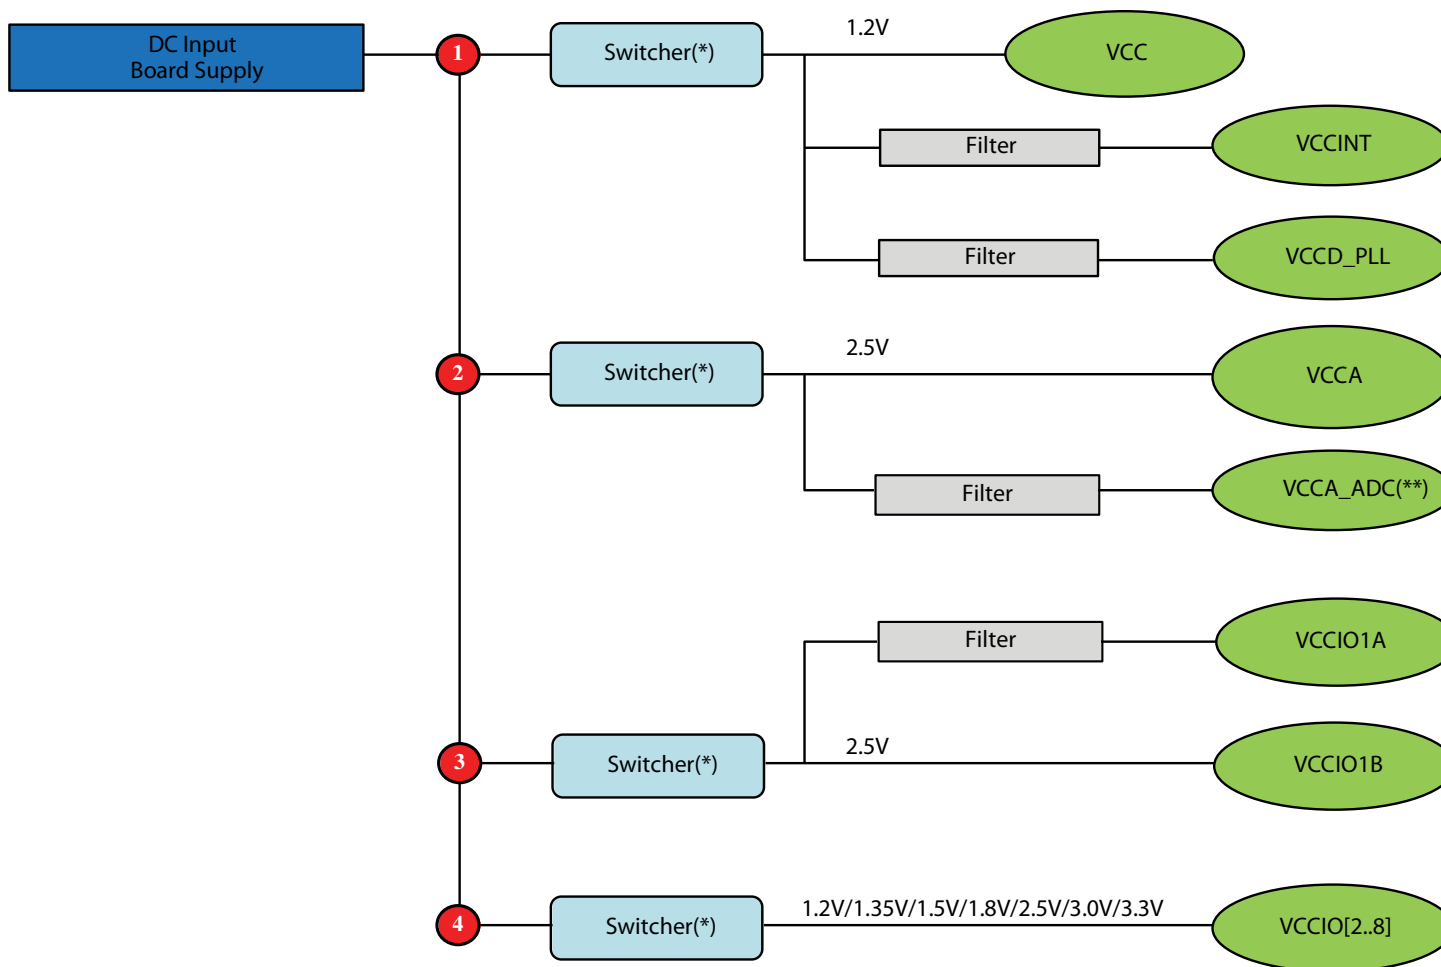 DC Input
Board Supply
1
Switcher(*)
1.2V
VCC
Filter
VCCINT
Filter
VCCD_PLL
2
Switcher(*)
2.5V
VCCA
Filter
VCCA_ADC(**)
Filter
VCCIO1A
3
Switcher(*)
2.5V
VCCIO1B
4
Switcher(*)
1.2V/1.35V/1.5V/1.8V/2.5V/3.0V/3.3V
VCCIO[2..8]